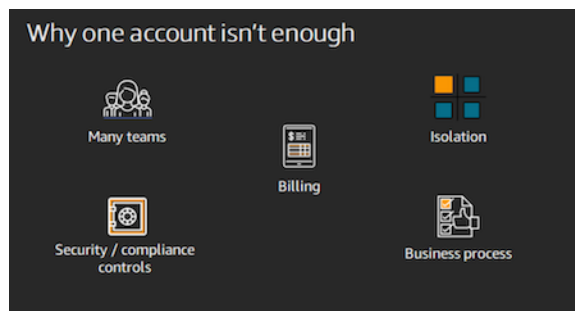 Why one account isn't enough
Many teams
Isolation
Billing
Security / compliance
controls
Business process